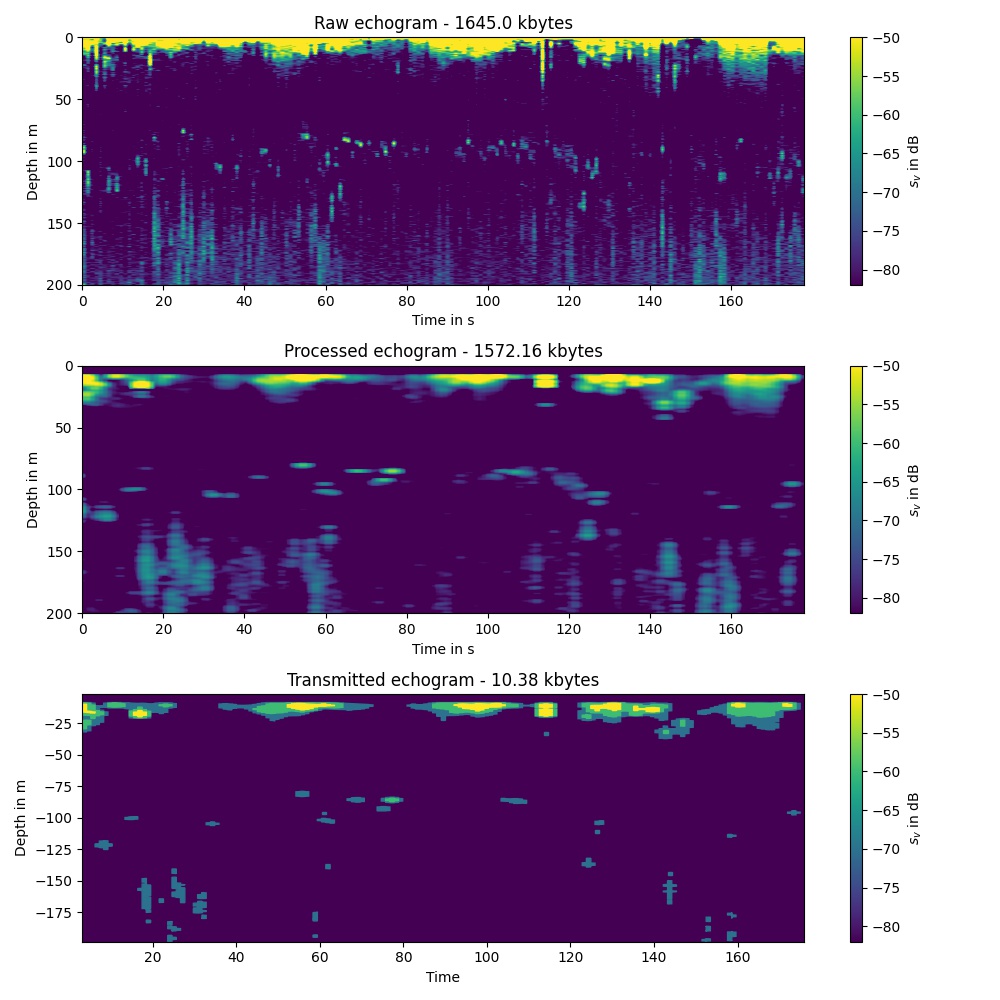 Raw echogram - 1645.0 kbytes
0
50
100
150
200
Depth in m
0 20 40 60 80 100 120 140 160
Time in s
−50
−55
−60
−65
−70
−75
−80
sv in dB
Processed echogram - 1572.16 kbytes
0
50
100
150
200
Depth in m
0 20 40 60 80 100 120 140 160
Time in s
−50
−55
−60
−65
−70
−75
−80
sv in dB
Transmitted echogram - 10.38 kbytes
−25
−50
−75
−100
−125
−150
−175
Depth in m
20 40 60 80 100 120 140 160
Time
−50
−55
−60
−65
−70
−75
−80
sv in dB